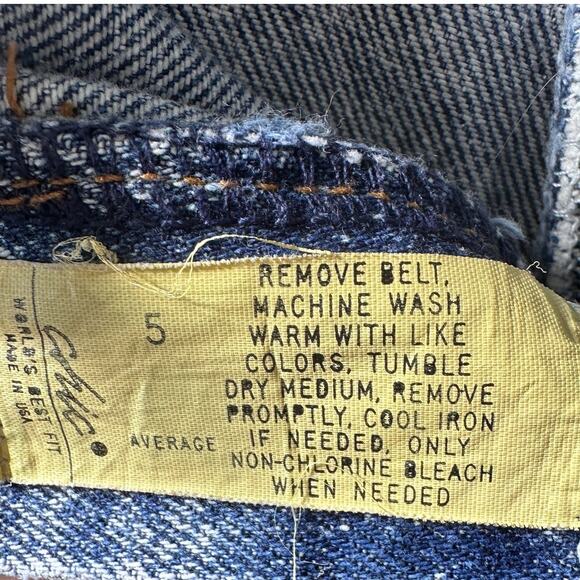 Chic
WORLD'S BEST FIT
MADE IN USA
5
AVERAGE
REMOVE BELT,
MACHINE WASH
WARM WITH LIKE
COLORS, TUMBLE
DRY MEDIUM, REMOVE
PROMPTLY, COOL IRON
IF NEEDED, ONLY
NON-CHLORINE BLEACH
WHEN NEEDED